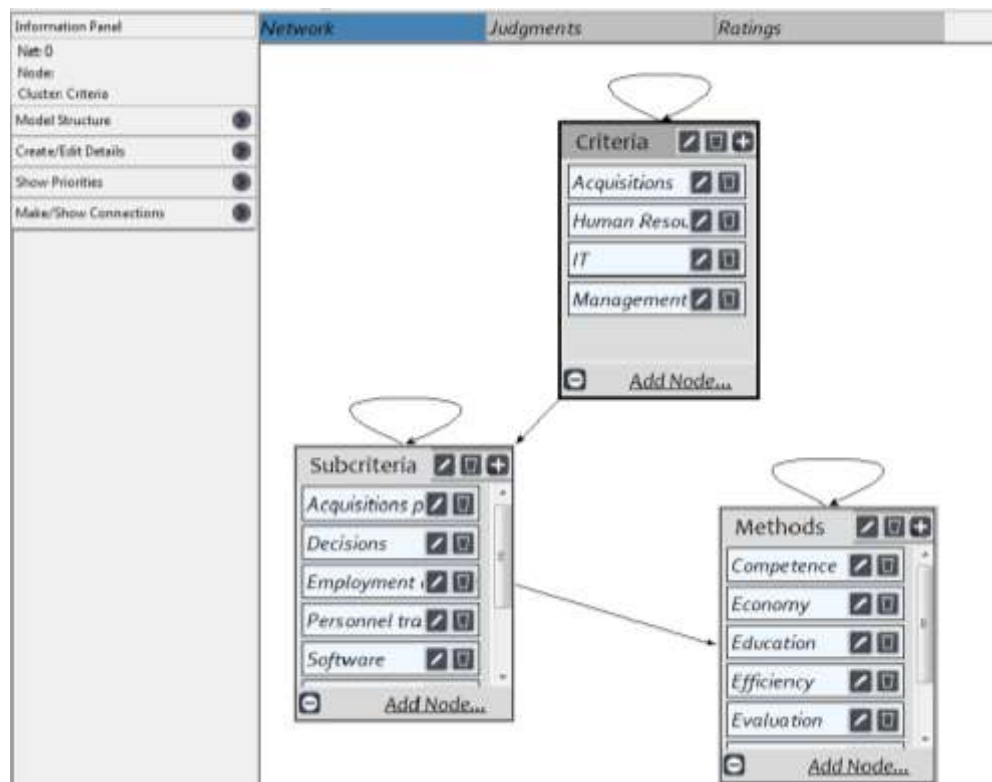 Information Panel
Net: 0
Node:
Cluster: Criteria
Model Structure
Create/Edit Details
Show Priorities
Make/Show Connections
Network
Judgments
Ratings
Criteria
Acquisitions
Human Resou
IT
Management
Add Node...
Subcriteria
Acquisitions p
Decisions
Employment
Personnel tra
Software
Add Node...
Methods
Competence
Economy
Education
Efficiency
Evaluation
Add Node...